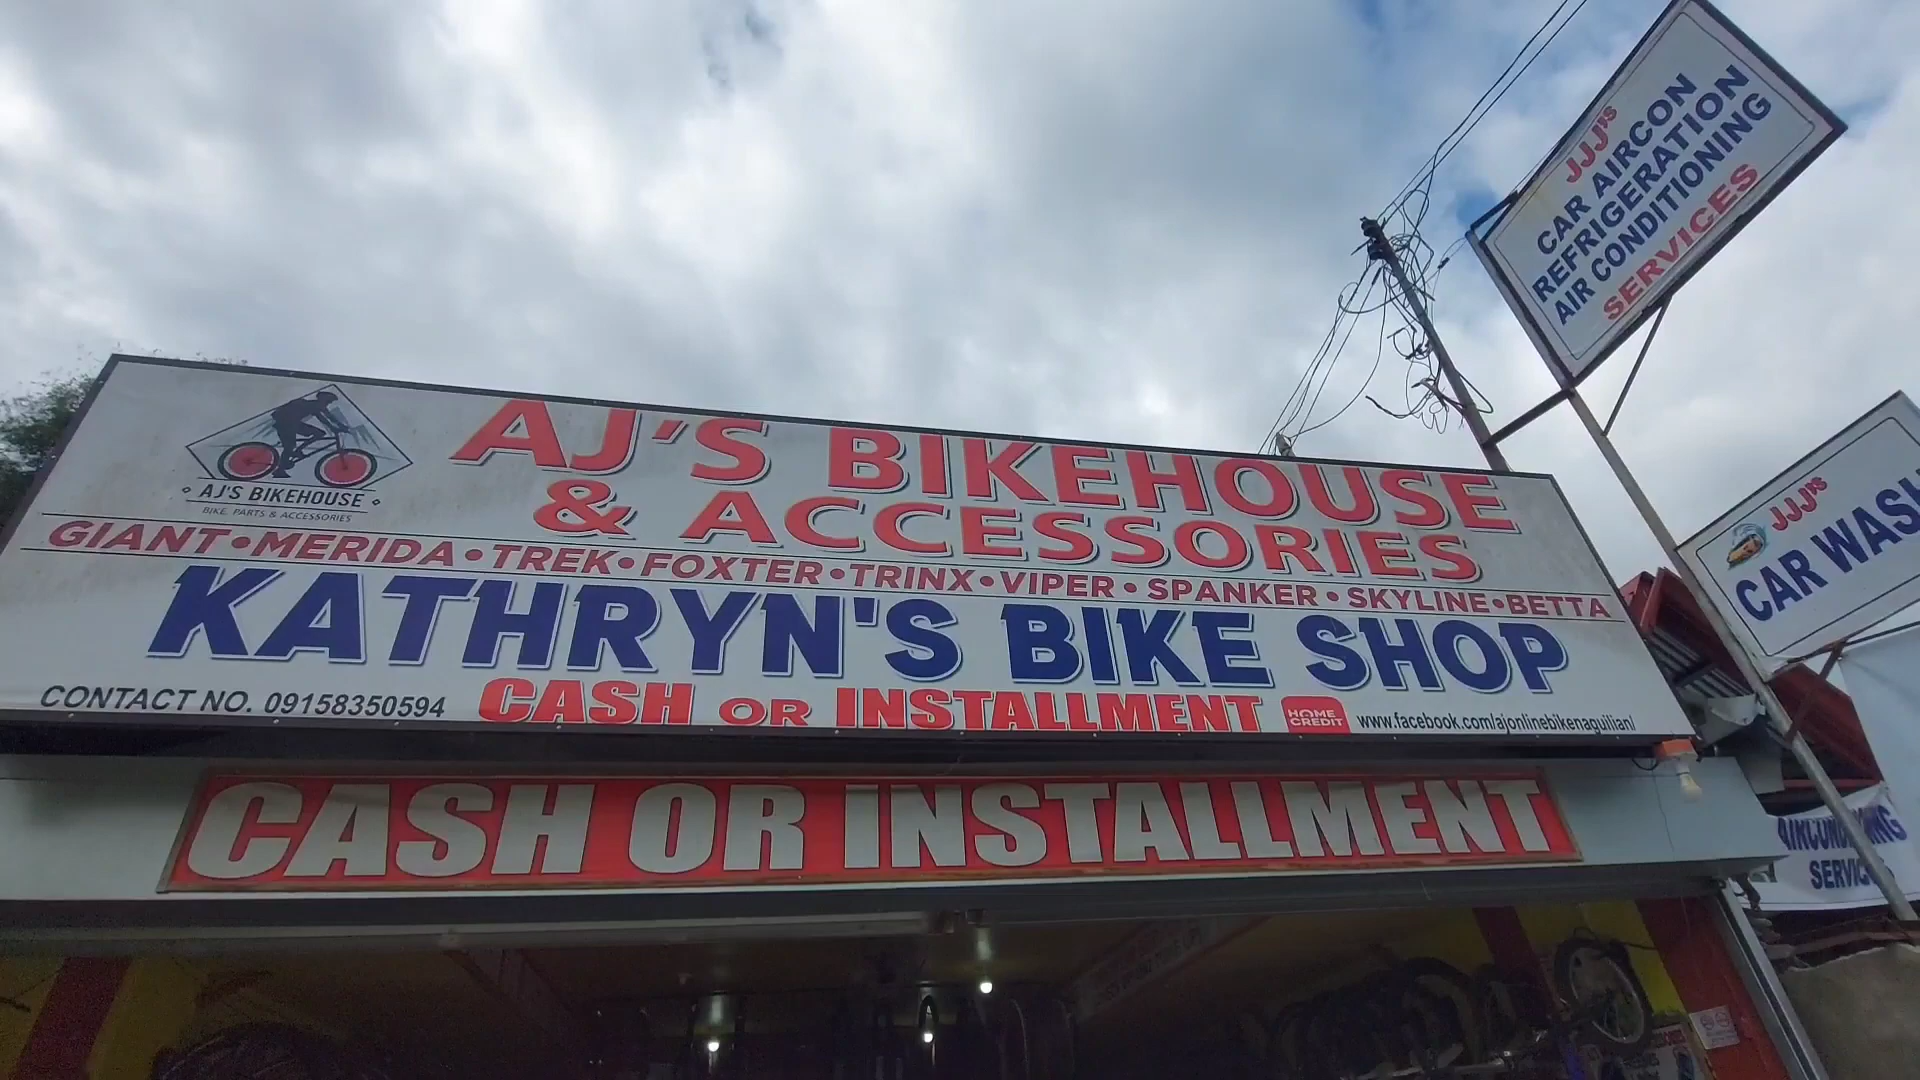 AJ'S BIKEHOUSE
BIKE, PARTS & ACCESSORIES
AJ'S BIKEHOUSE
& ACCESSORIES
GIANT•MERIDA•TREK•FOXTER•TRINX•VIPER•SPANKER•SKYLINE•BETTA
KATHRYN'S BIKE SHOP
CONTACT NO. 09158350594
CASH OR INSTALLMENT
HOME
CREDIT
www.facebook.com/ajonlinebikenaguilian/
CASH OR INSTALLMENT
JJJ'S
CAR AIRCON
REFRIGERATION
AIR CONDITIONING
SERVICES
JJJ'S
CAR WASH